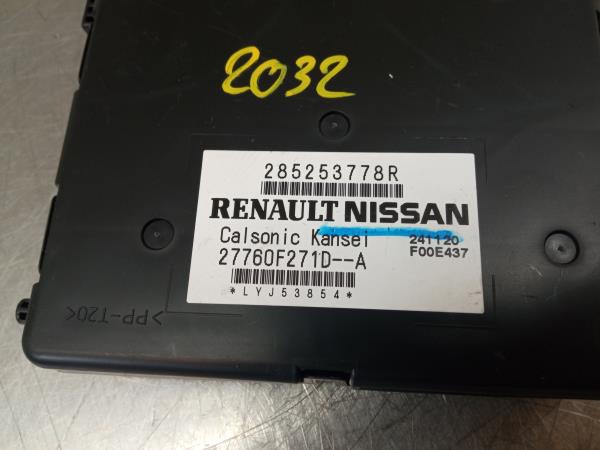 2032
285253778R
RENAULT NISSAN
Calsonic Kansei 241120
27760F271D--A F00E437
*LYJ53854*
>PP-T20<